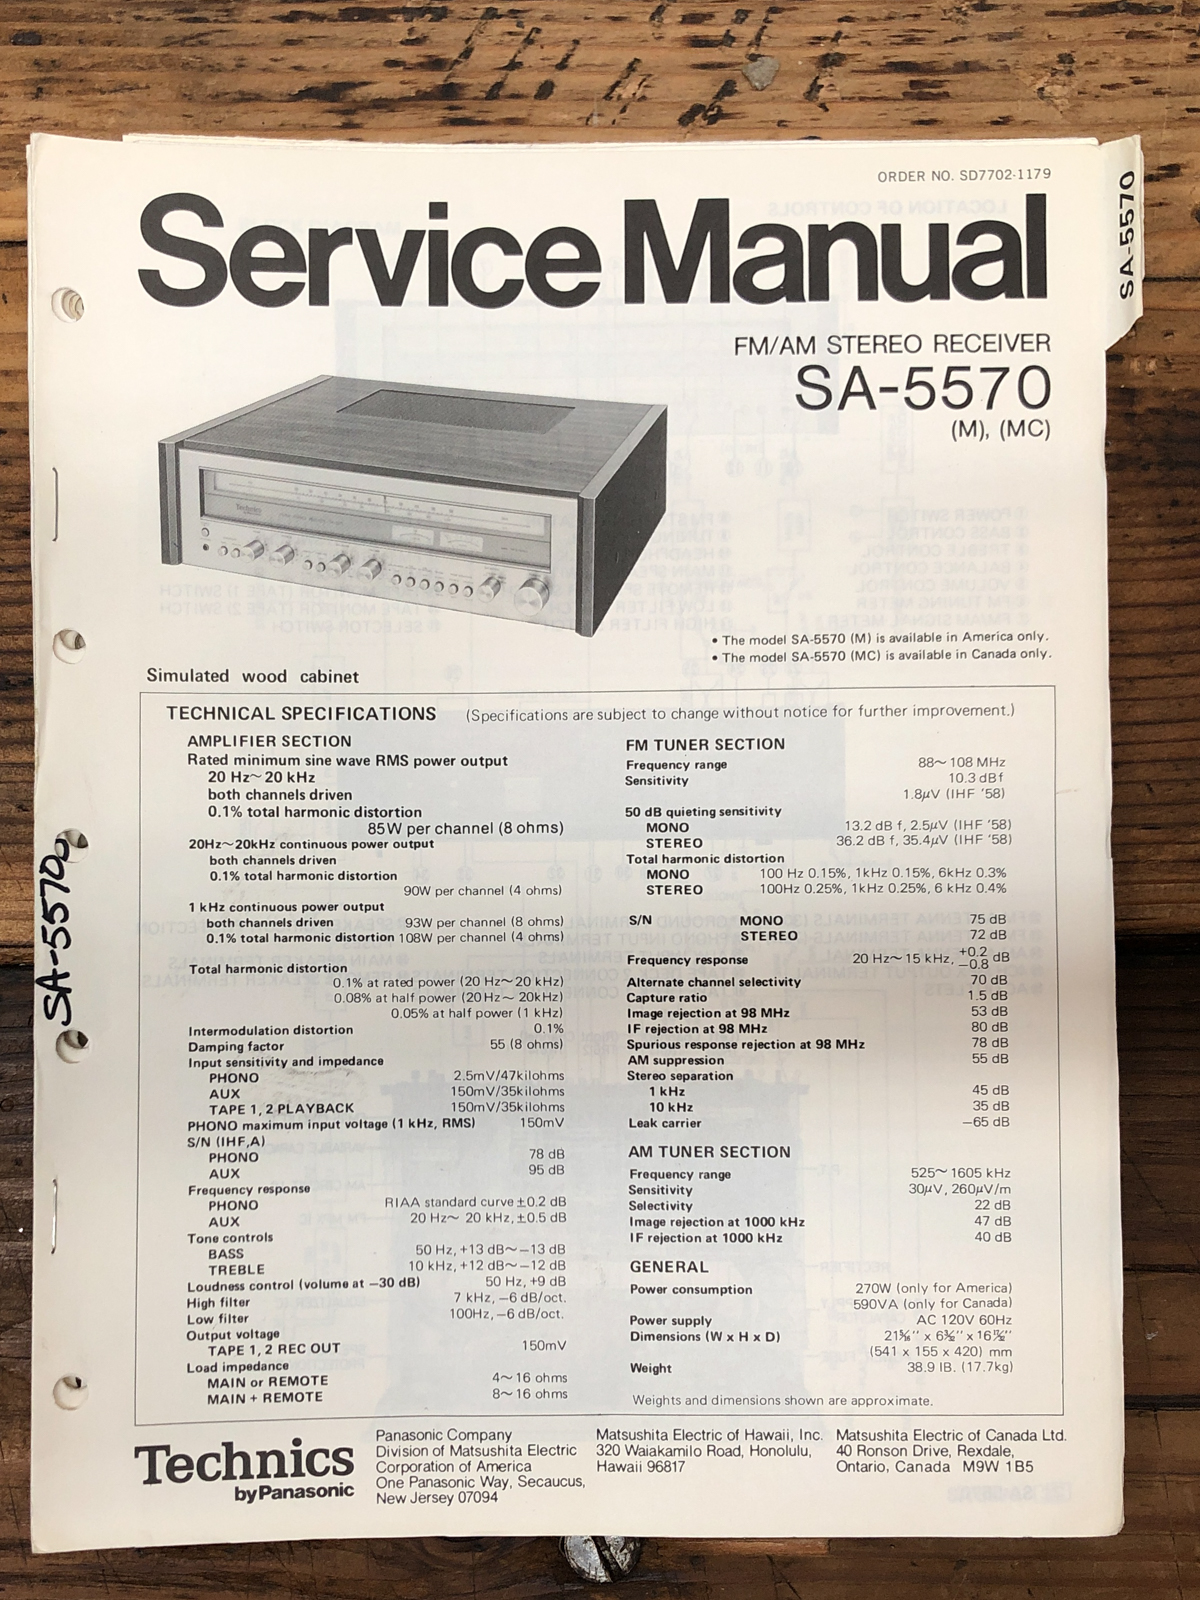 ORDER NO. SD7702-1179
Service Manual
SA-5570
FM/AM STEREO RECEIVER
SA-5570
(M), (MC)
Technics
• The model SA-5570 (M) is available in America only.
• The model SA-5570 (MC) is available in Canada only.
Simulated wood cabinet
TECHNICAL SPECIFICATIONS (Specifications are subject to change without notice for further improvement.)
AMPLIFIER SECTION
Rated minimum sine wave RMS power output
20 Hz~20 kHz
both channels driven
0.1% total harmonic distortion
85W per channel (8 ohms)
20Hz~20kHz continuous power output
both channels driven
0.1% total harmonic distortion
90W per channel (4 ohms)
1 kHz continuous power output
both channels driven 93W per channel (8 ohms)
0.1% total harmonic distortion 108W per channel (4 ohms)
Total harmonic distortion
0.1% at rated power (20 Hz~20 kHz)
0.08% at half power (20 Hz~ 20kHz)
0.05% at half power (1 kHz)
Intermodulation distortion 0.1%
Damping factor 55 (8 ohms)
Input sensitivity and impedance
PHONO 2.5mV/47kilohms
AUX 150mV/35kilohms
TAPE 1, 2 PLAYBACK 150mV/35kilohms
PHONO maximum input voltage (1 kHz, RMS) 150mV
S/N (IHF,A)
PHONO 78 dB
AUX 95 dB
Frequency response
PHONO RIAA standard curve ±0.2 dB
AUX 20 Hz~ 20 kHz, ±0.5 dB
Tone controls
BASS 50 Hz, +13 dB~−13 dB
TREBLE 10 kHz, +12 dB~−12 dB
Loudness control (volume at −30 dB) 50 Hz, +9 dB
High filter 7 kHz, −6 dB/oct.
Low filter 100Hz, −6 dB/oct.
Output voltage
TAPE 1, 2 REC OUT 150mV
Load impedance
MAIN or REMOTE 4~16 ohms
MAIN + REMOTE 8~16 ohms
FM TUNER SECTION
Frequency range 88~108 MHz
Sensitivity 10.3 dBf
1.8µV (IHF '58)
50 dB quieting sensitivity
MONO 13.2 dB f, 2.5µV (IHF '58)
STEREO 36.2 dB f, 35.4µV (IHF '58)
Total harmonic distortion
MONO 100 Hz 0.15%, 1kHz 0.15%, 6kHz 0.3%
STEREO 100Hz 0.25%, 1kHz 0.25%, 6 kHz 0.4%
S/N MONO 75 dB
STEREO 72 dB
Frequency response 20 Hz~15 kHz, +0.2 −0.8 dB
Alternate channel selectivity 70 dB
Capture ratio 1.5 dB
Image rejection at 98 MHz 53 dB
IF rejection at 98 MHz 80 dB
Spurious response rejection at 98 MHz 78 dB
AM suppression 55 dB
Stereo separation
1 kHz 45 dB
10 kHz 35 dB
Leak carrier −65 dB
AM TUNER SECTION
Frequency range 525~1605 kHz
Sensitivity 30µV, 260µV/m
Selectivity 22 dB
Image rejection at 1000 kHz 47 dB
IF rejection at 1000 kHz 40 dB
GENERAL
Power consumption 270W (only for America)
590VA (only for Canada)
Power supply AC 120V 60Hz
Dimensions (W x H x D)
(541 x 155 x 420) mm
Weight 38.9 IB. (17.7kg)
Weights and dimensions shown are approximate.
SA-5570
Technics
by Panasonic
Panasonic Company
Division of Matsushita Electric
Corporation of America
One Panasonic Way, Secaucus,
New Jersey 07094
Matsushita Electric of Hawaii, Inc.
320 Waiakamilo Road, Honolulu,
Hawaii 96817
Matsushita Electric of Canada Ltd.
40 Ronson Drive, Rexdale,
Ontario, Canada M9W 1B5